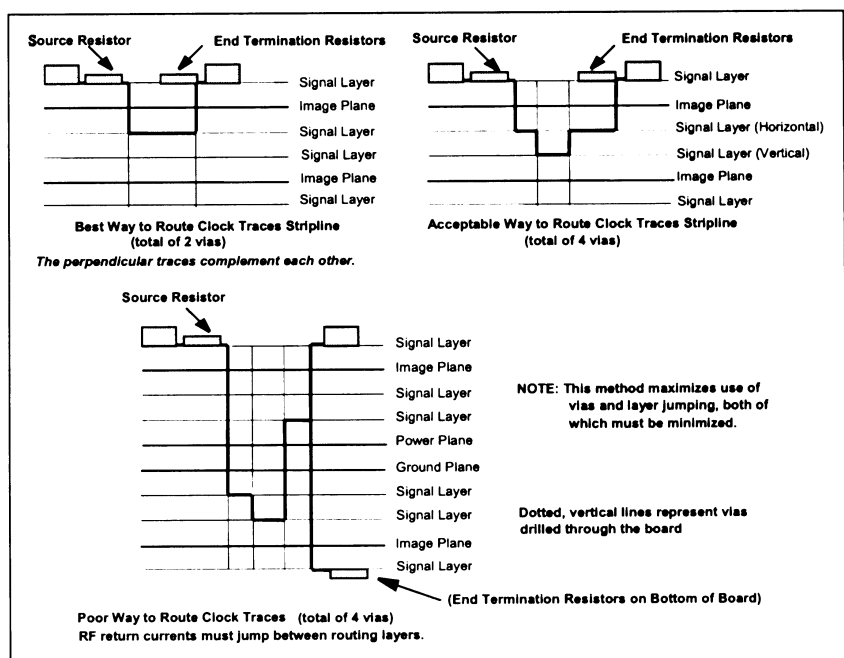 Source Resistor
End Termination Resistors
Signal Layer
Image Plane
Signal Layer
Signal Layer
Image Plane
Signal Layer
Best Way to Route Clock Traces Stripline
(total of 2 vias)
The perpendicular traces complement each other.
Source Resistor
End Termination Resistors
Signal Layer
Image Plane
Signal Layer (Horizontal)
Signal Layer (Vertical)
Image Plane
Signal Layer
Acceptable Way to Route Clock Traces Stripline
(total of 4 vias)
Source Resistor
Signal Layer
Image Plane
Signal Layer
Signal Layer
Power Plane
Ground Plane
Signal Layer
Signal Layer
Image Plane
Signal Layer
NOTE: This method maximizes use of
vias and layer jumping, both of
which must be minimized.
Dotted, vertical lines represent vias
drilled through the board
(End Termination Resistors on Bottom of Board)
Poor Way to Route Clock Traces (total of 4 vias)
RF return currents must jump between routing layers.